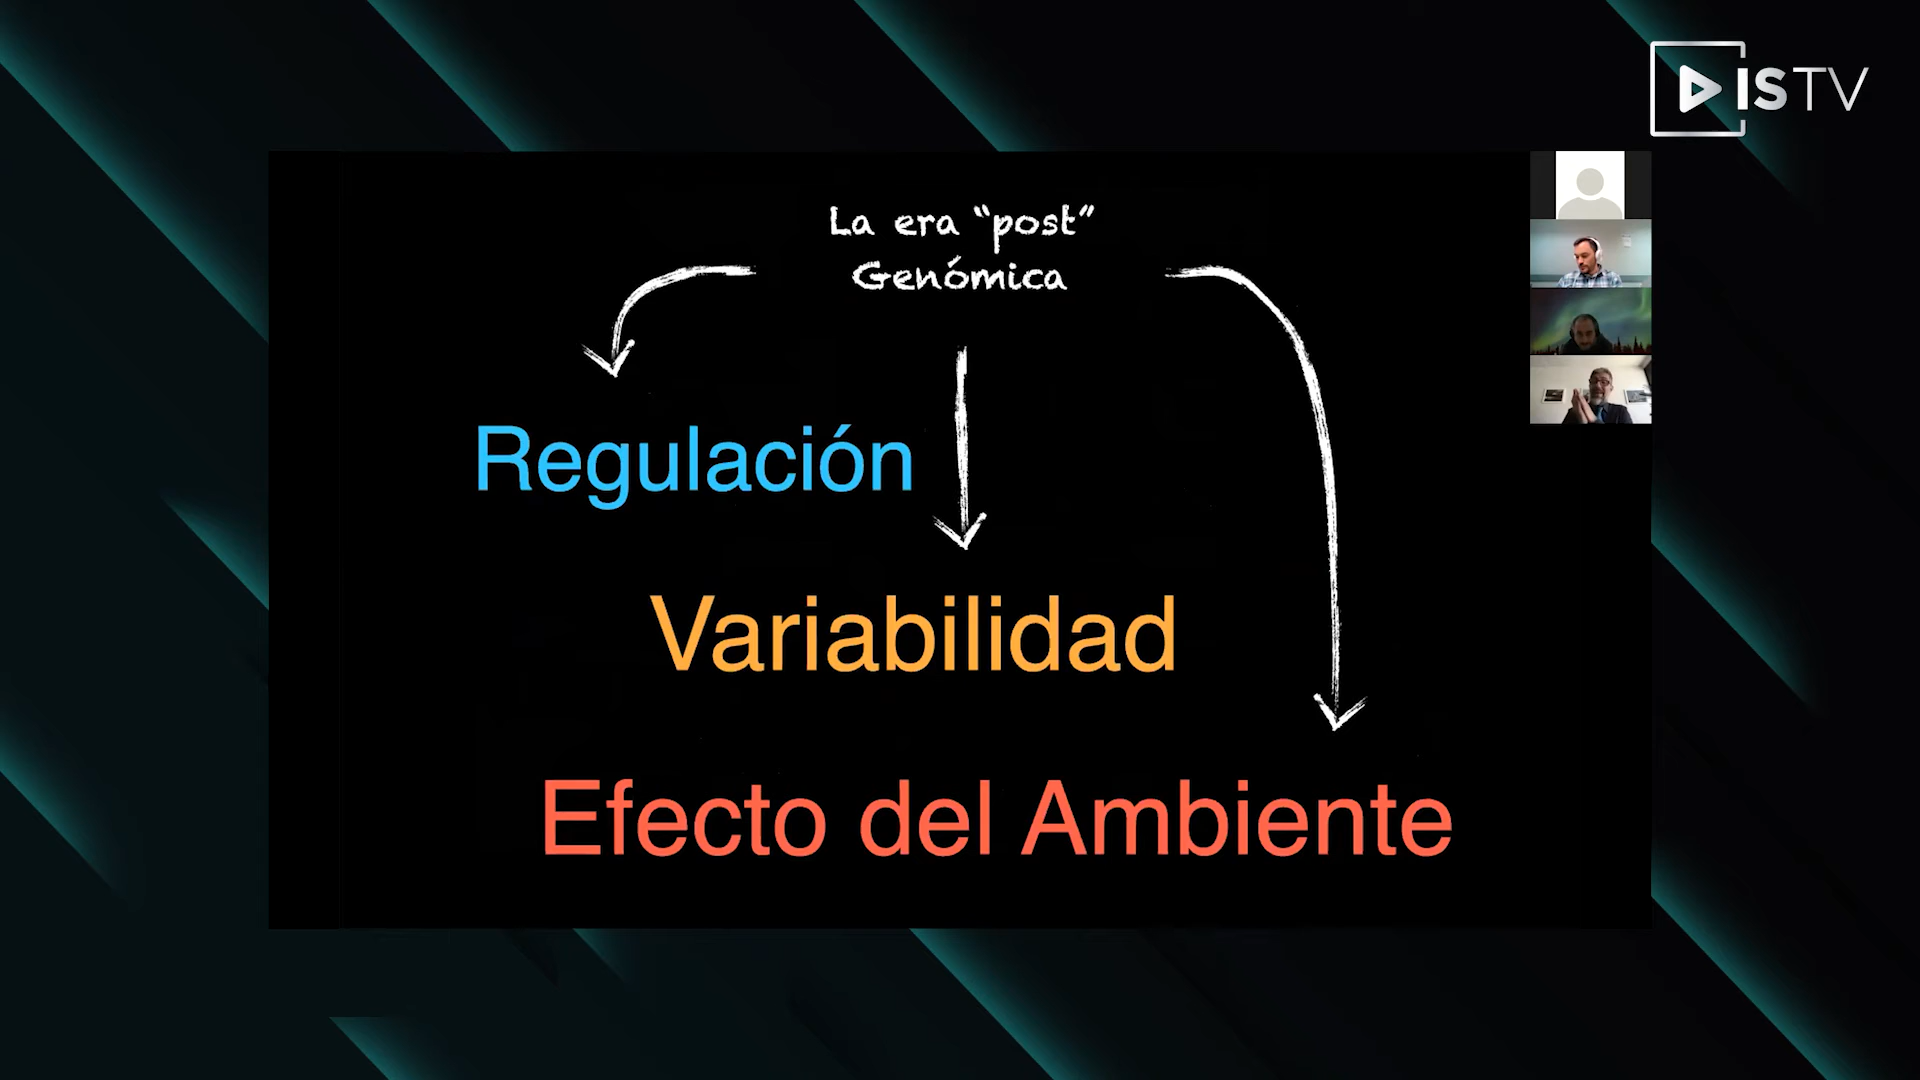 ISTV
La era “post”
Genómica
Regulación
Variabilidad
Efecto del Ambiente